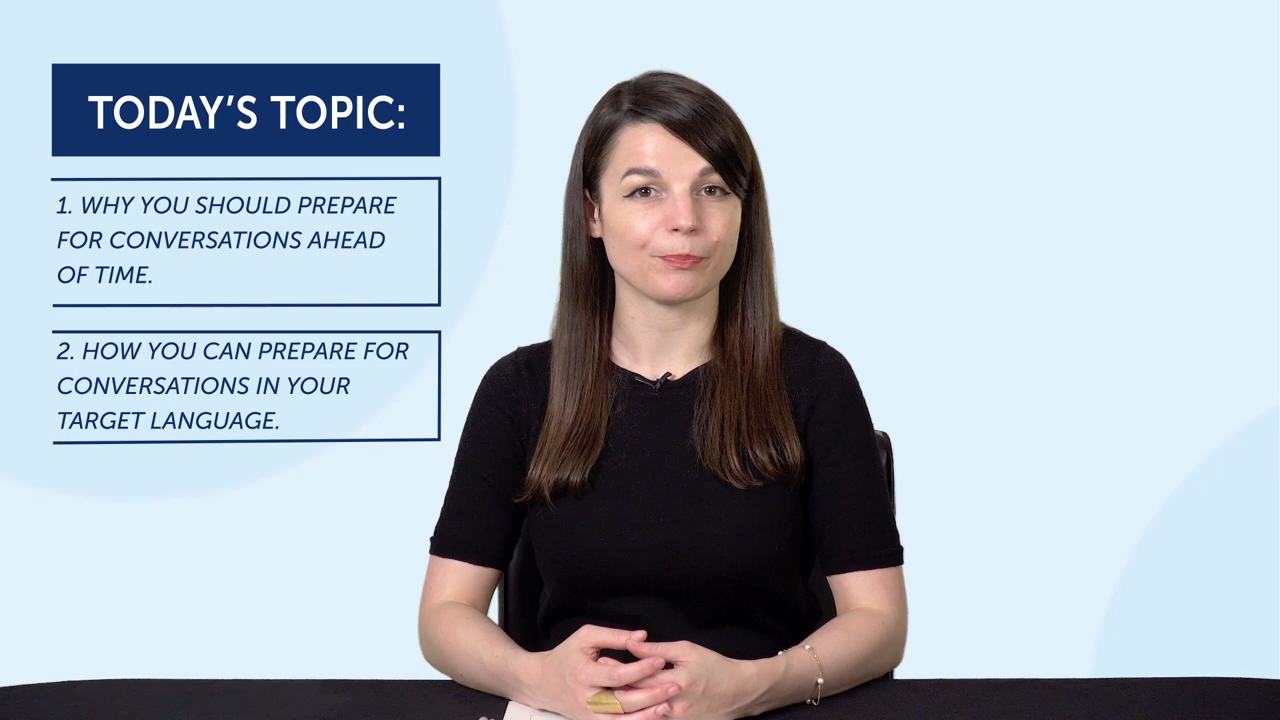 TODAY'S TOPIC:
1. WHY YOU SHOULD PREPARE
FOR CONVERSATIONS AHEAD
OF TIME.
2. HOW YOU CAN PREPARE FOR
CONVERSATIONS IN YOUR
TARGET LANGUAGE.